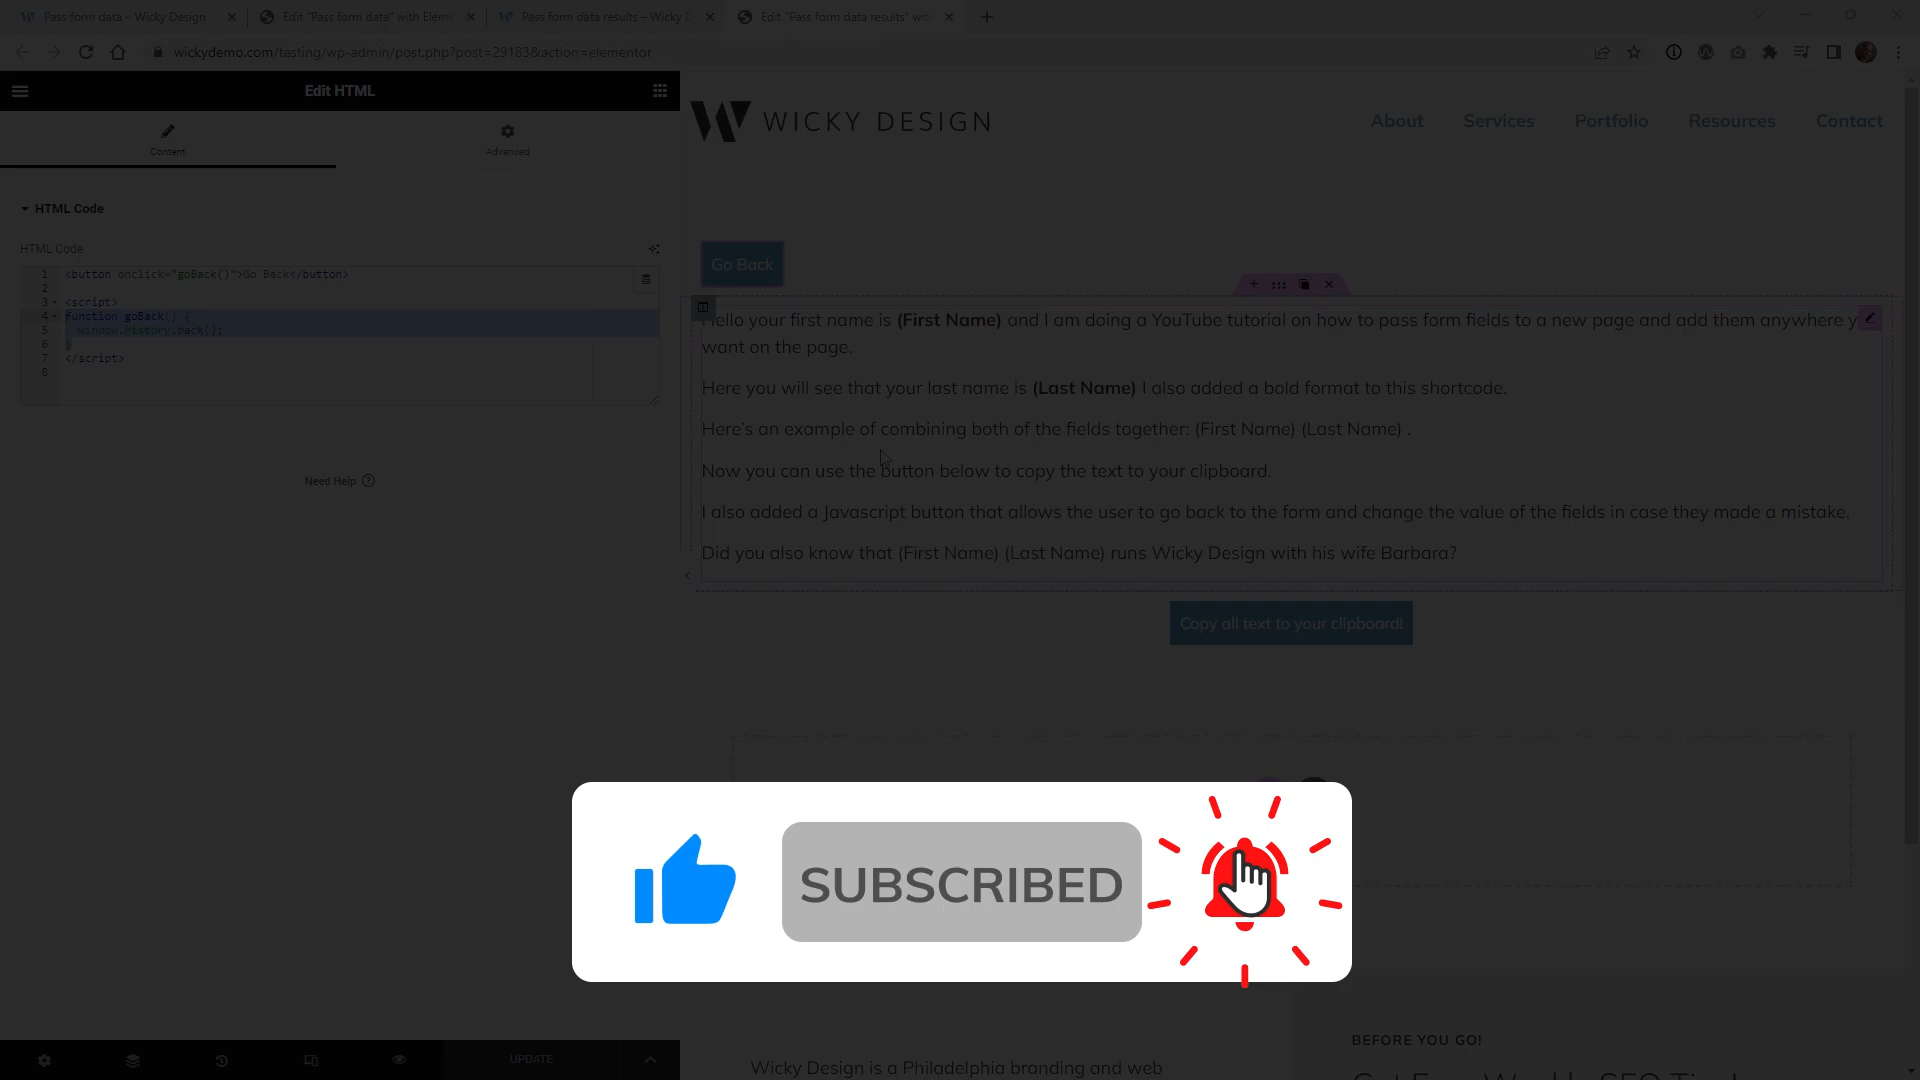 Pass form data – Wicky Design
Edit "Pass form data" with Eleme
Pass form data results – Wicky D
Edit "Pass form data results" wit
wickydemo.com/testing/wp-admin/post.php?post=29183&action=elementor
Edit HTML
Content
Advanced
HTML Code
HTML Code
1 <button onclick="goBack()">Go Back</button>
2
3 <script>
4 function goBack() {
5 window.history.back();
6 }
7 </script>
8
Need Help
UPDATE
WICKY DESIGN
About
Services
Portfolio
Resources
Contact
Go Back
Hello your first name is (First Name) and I am doing a YouTube tutorial on how to pass form fields to a new page and add them anywhere y
want on the page.
Here you will see that your last name is (Last Name) I also added a bold format to this shortcode.
Here's an example of combining both of the fields together: (First Name) (Last Name) .
Now you can use the button below to copy the text to your clipboard.
I also added a Javascript button that allows the user to go back to the form and change the value of the fields in case they made a mistake.
Did you also know that (First Name) (Last Name) runs Wicky Design with his wife Barbara?
Copy all text to your clipboard!
SUBSCRIBED
Wicky Design is a Philadelphia branding and web
BEFORE YOU GO!